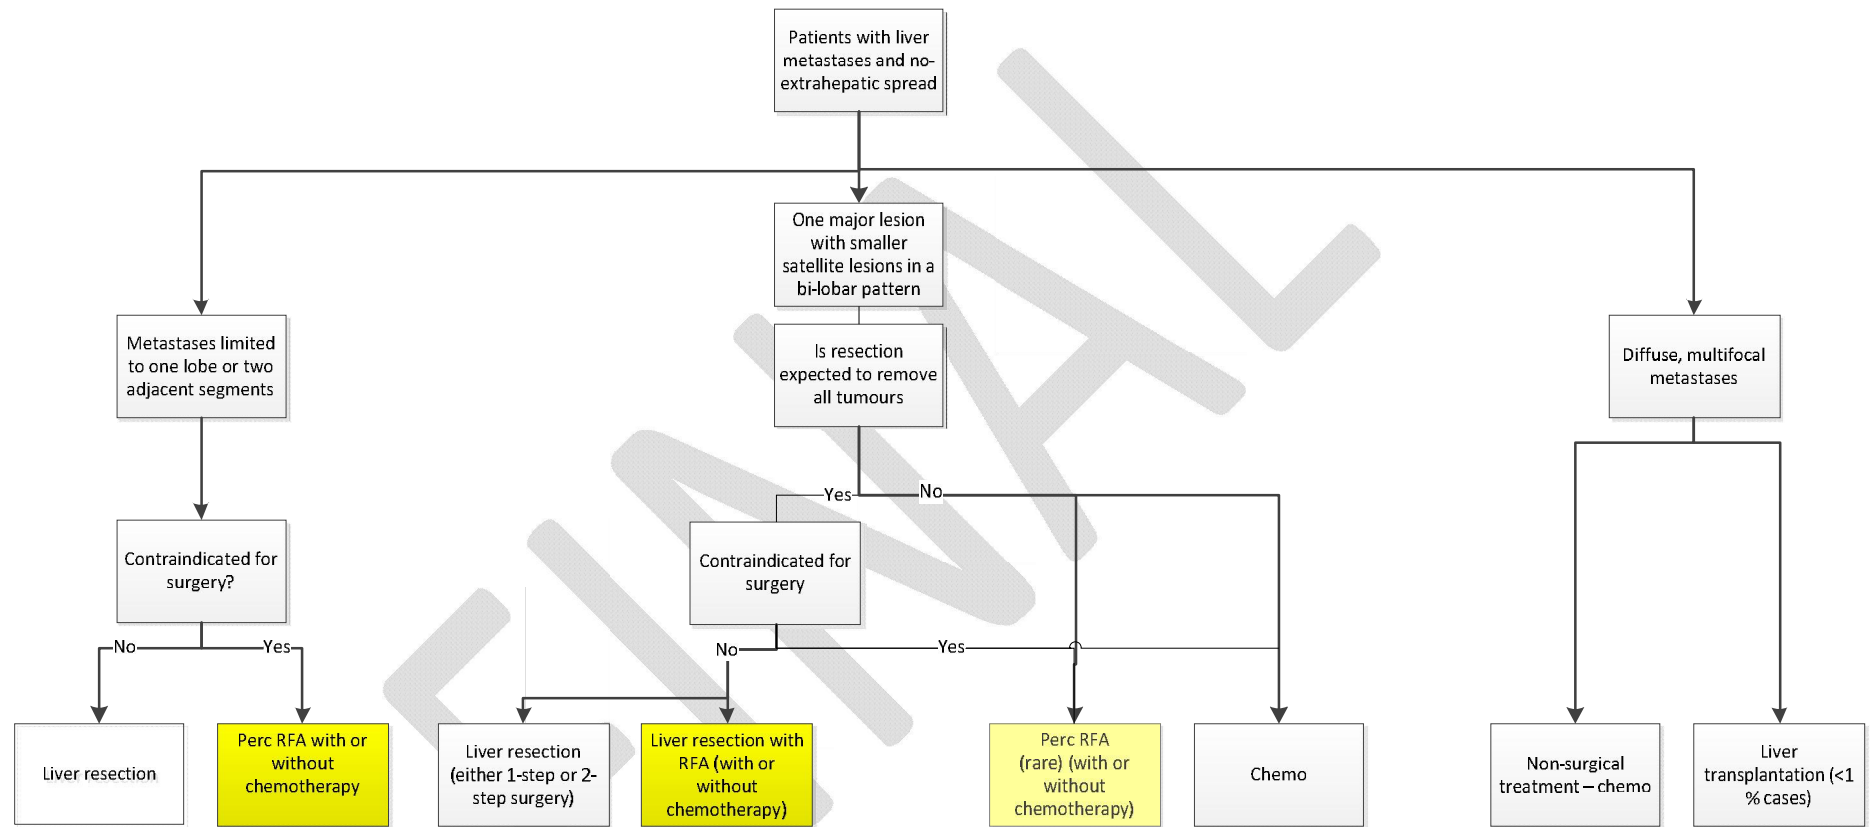 Patients with liver
metastases and no-
extrahepatic spread
One major lesion
with smaller
satellite lesions in a
bi-lobar pattern
Metastases limited
to one lobe or two
adjacent segments
Is resection
expected to remove
all tumours
Diffuse, multifocal
metastases
Yes
No
Contraindicated for
surgery?
Contraindicated for
surgery
No
Yes
No
Yes
Liver resection
Perc RFA with or
without
chemotherapy
Liver resection
(either 1-step or 2-
step surgery)
Liver resection with
RFA (with or
without
chemotherapy)
Perc RFA
(rare) (with or
without
chemotherapy)
Chemo
Non-surgical
treatment – chemo
Liver
transplantation (<1
% cases)
FINAL